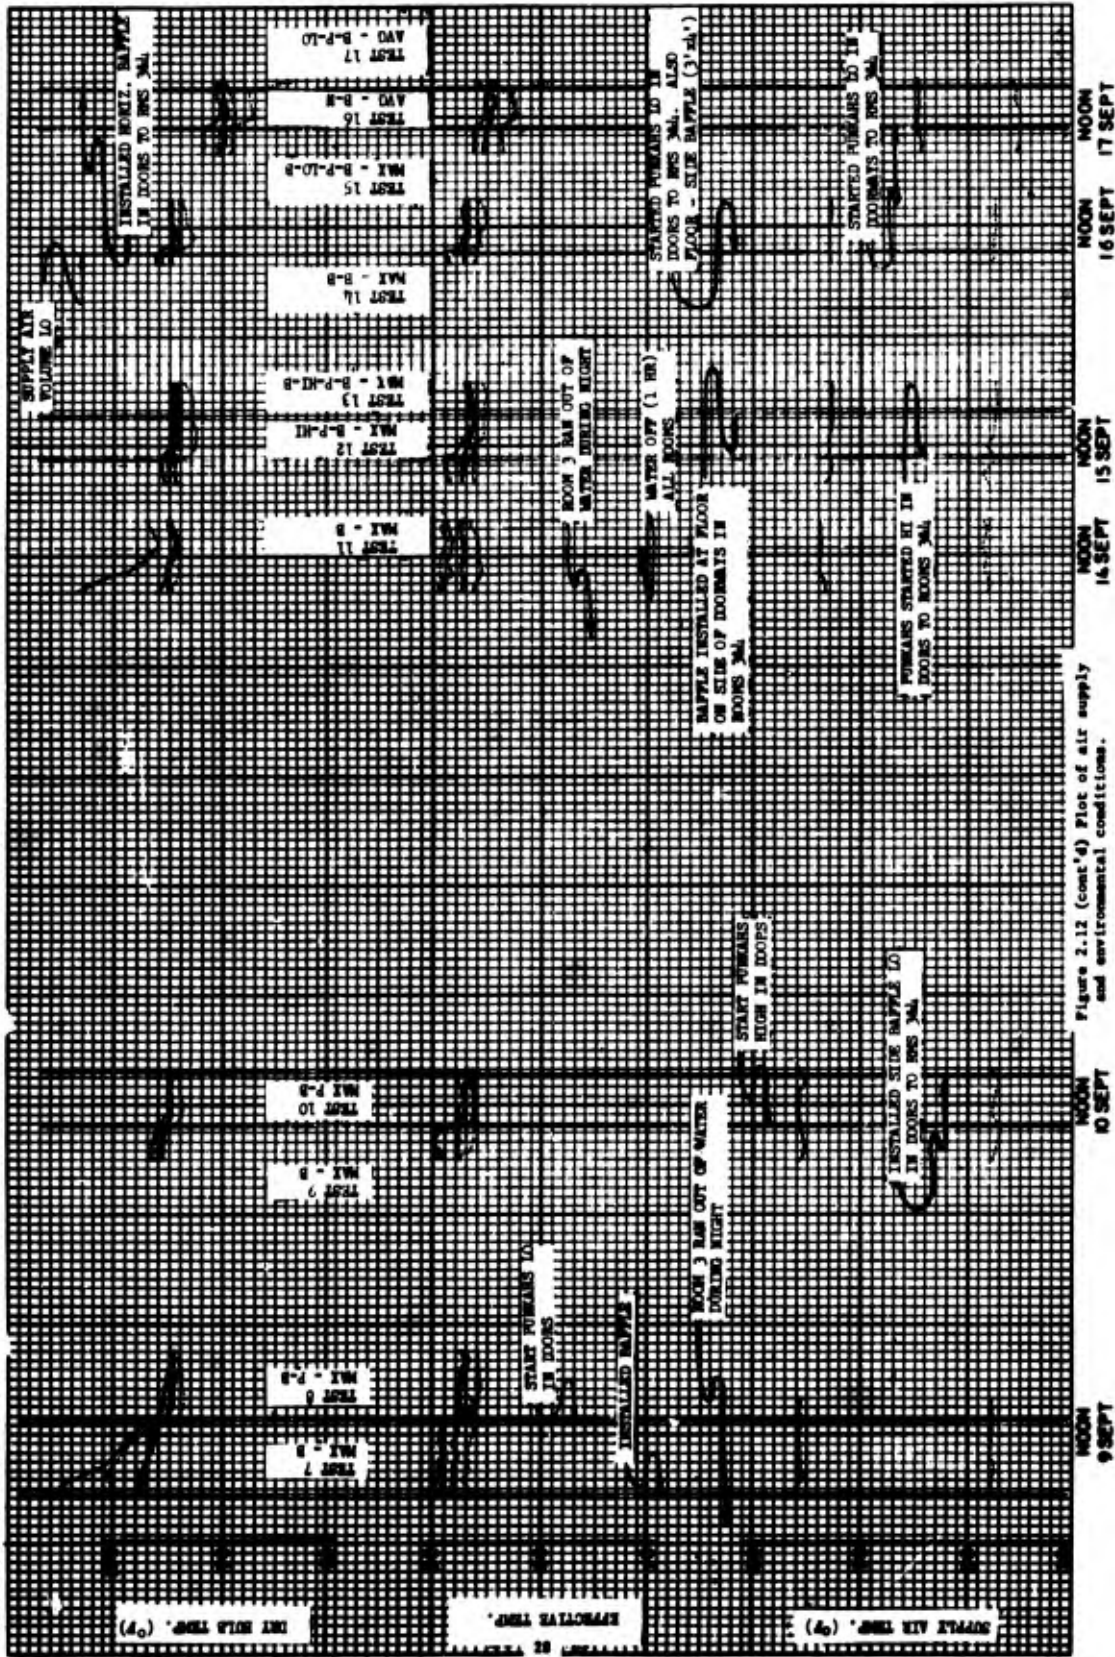 SUPPLY AIR
VOLUME LO
INSTALLED HORIZ. BAFFLE
IN DOORS TO RMS 3&4
TEST 17
AVG - B-P-LO
TEST 16
AVG - B-H
TEST 15
MAX - B-P-LO-B
TEST 14
MAX - B-B
TEST 13
MAX - B-P-HI-B
TEST 12
MAX - B-P-HI
TEST 11
MAX - B
TEST 10
MAX P-B
TEST 9
MAX - B
TEST 8
MAX - P-B
TEST 7
MAX - B
STARTED PUNKAHS LO IN
DOORS TO RMS 3&4. ALSO
FLOOR - SIDE BAFFLE (3'x4')
STARTED PUNKAHS LO IN
DOORWAYS TO RMS 3&4
ROOM 3 RAN OUT OF
WATER DURING NIGHT
WATER OFF (1 HR)
ALL ROOMS
BAFFLE INSTALLED AT FLOOR
ON SIDE OF DOORWAYS IN
ROOMS 3&4
PUNKAHS STARTED HI IN
DOORS TO ROOMS 3&4
START PUNKAHS
HIGH IN DOORS
INSTALLED SIDE BAFFLE LO
IN DOORS TO RMS 3&4
START PUNKAHS LO
IN DOORS
INSTALLED BAFFLE
ROOM 3 RAN OUT OF WATER
DURING NIGHT
DRY BULB TEMP. (°F)
EFFECTIVE TEMP.
SUPPLY AIR TEMP. (°F)
NOON
9 SEPT
NOON
10 SEPT
NOON
14 SEPT
NOON
15 SEPT
NOON
16 SEPT
NOON
17 SEPT
Figure 2.12 (cont'd) Plot of air supply
and environmental conditions.